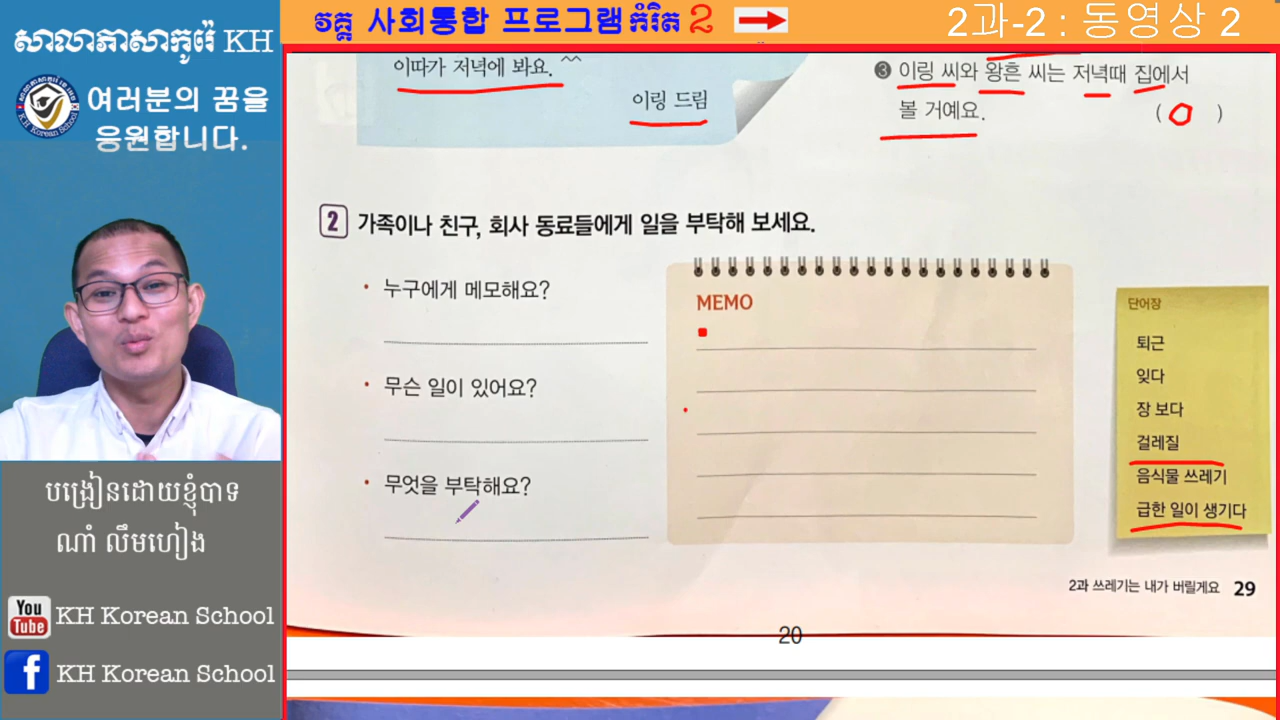 សាលាភាសាកូរ៉េ KH
여러분의 꿈을
응원합니다.
បង្រៀនដោយខ្ញុំបាទ
ណាំ លឹមហៀង
You Tube KH Korean School
f KH Korean School
វគ្គ 사회통합 프로그램 កំរិត 2
2과-2 : 동영상 2
이따가 저녁에 봐요. ^^
이링 드림
❸ 이링 씨와 왕흔 씨는 저녁때 집에서
볼 거예요. ( O )
2 가족이나 친구, 회사 동료들에게 일을 부탁해 보세요.
• 누구에게 메모해요?
• 무슨 일이 있어요?
• 무엇을 부탁해요?
MEMO
단어장
퇴근
잊다
장 보다
걸레질
음식물 쓰레기
급한 일이 생기다
2과 쓰레기는 내가 버릴게요 29
20